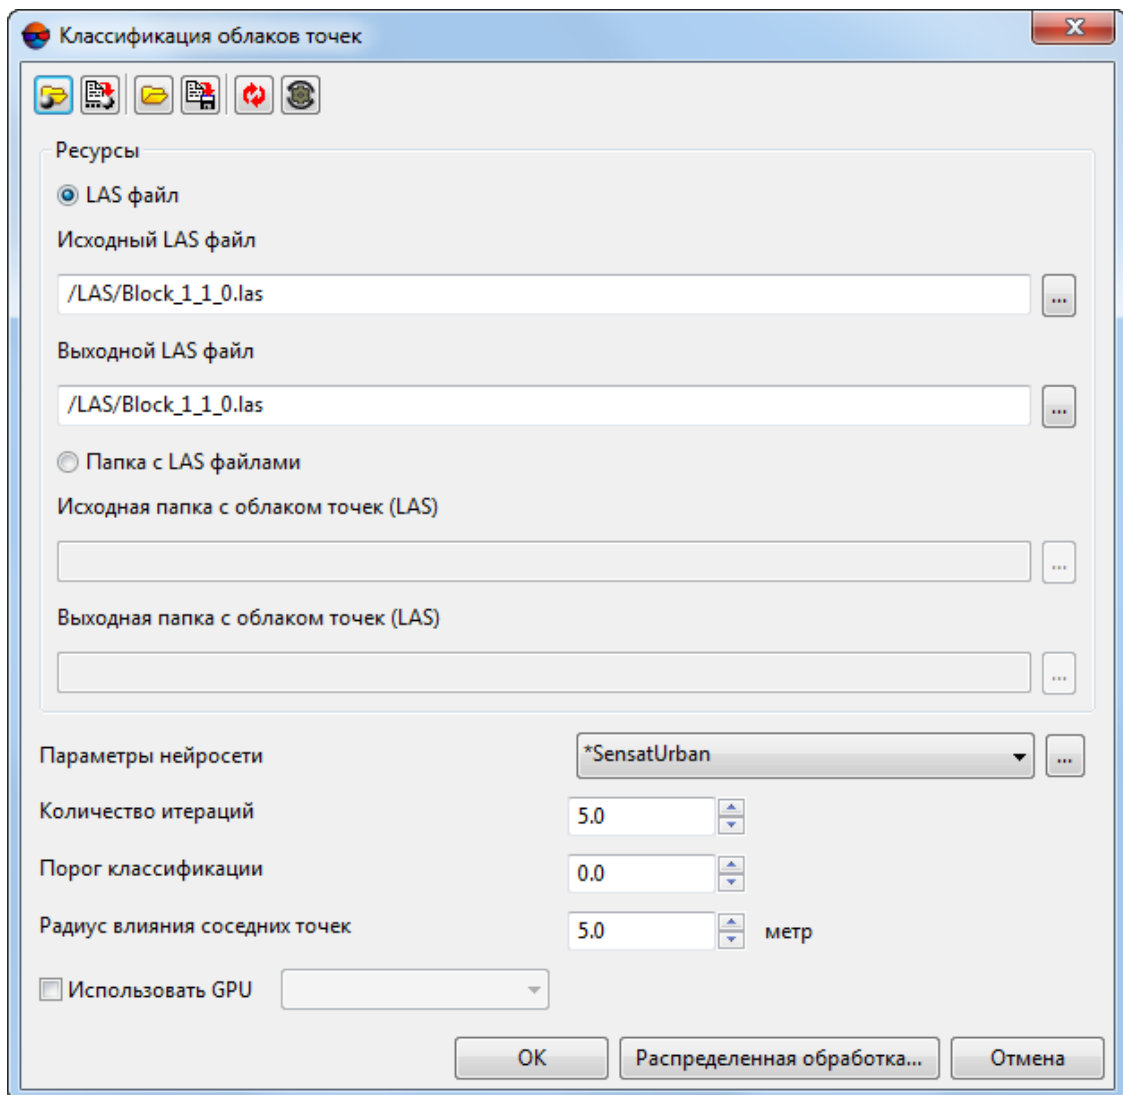 Классификация облаков точек
Ресурсы
LAS файл
Исходный LAS файл
/LAS/Block_1_1_0.las
...
Выходной LAS файл
/LAS/Block_1_1_0.las
...
Папка с LAS файлами
Исходная папка с облаком точек (LAS)
...
Выходная папка с облаком точек (LAS)
...
Параметры нейросети *SensatUrban ...
Количество итераций 5.0
Порог классификации 0.0
Радиус влияния соседних точек 5.0 метр
Использовать GPU
OK Распределенная обработка... Отмена